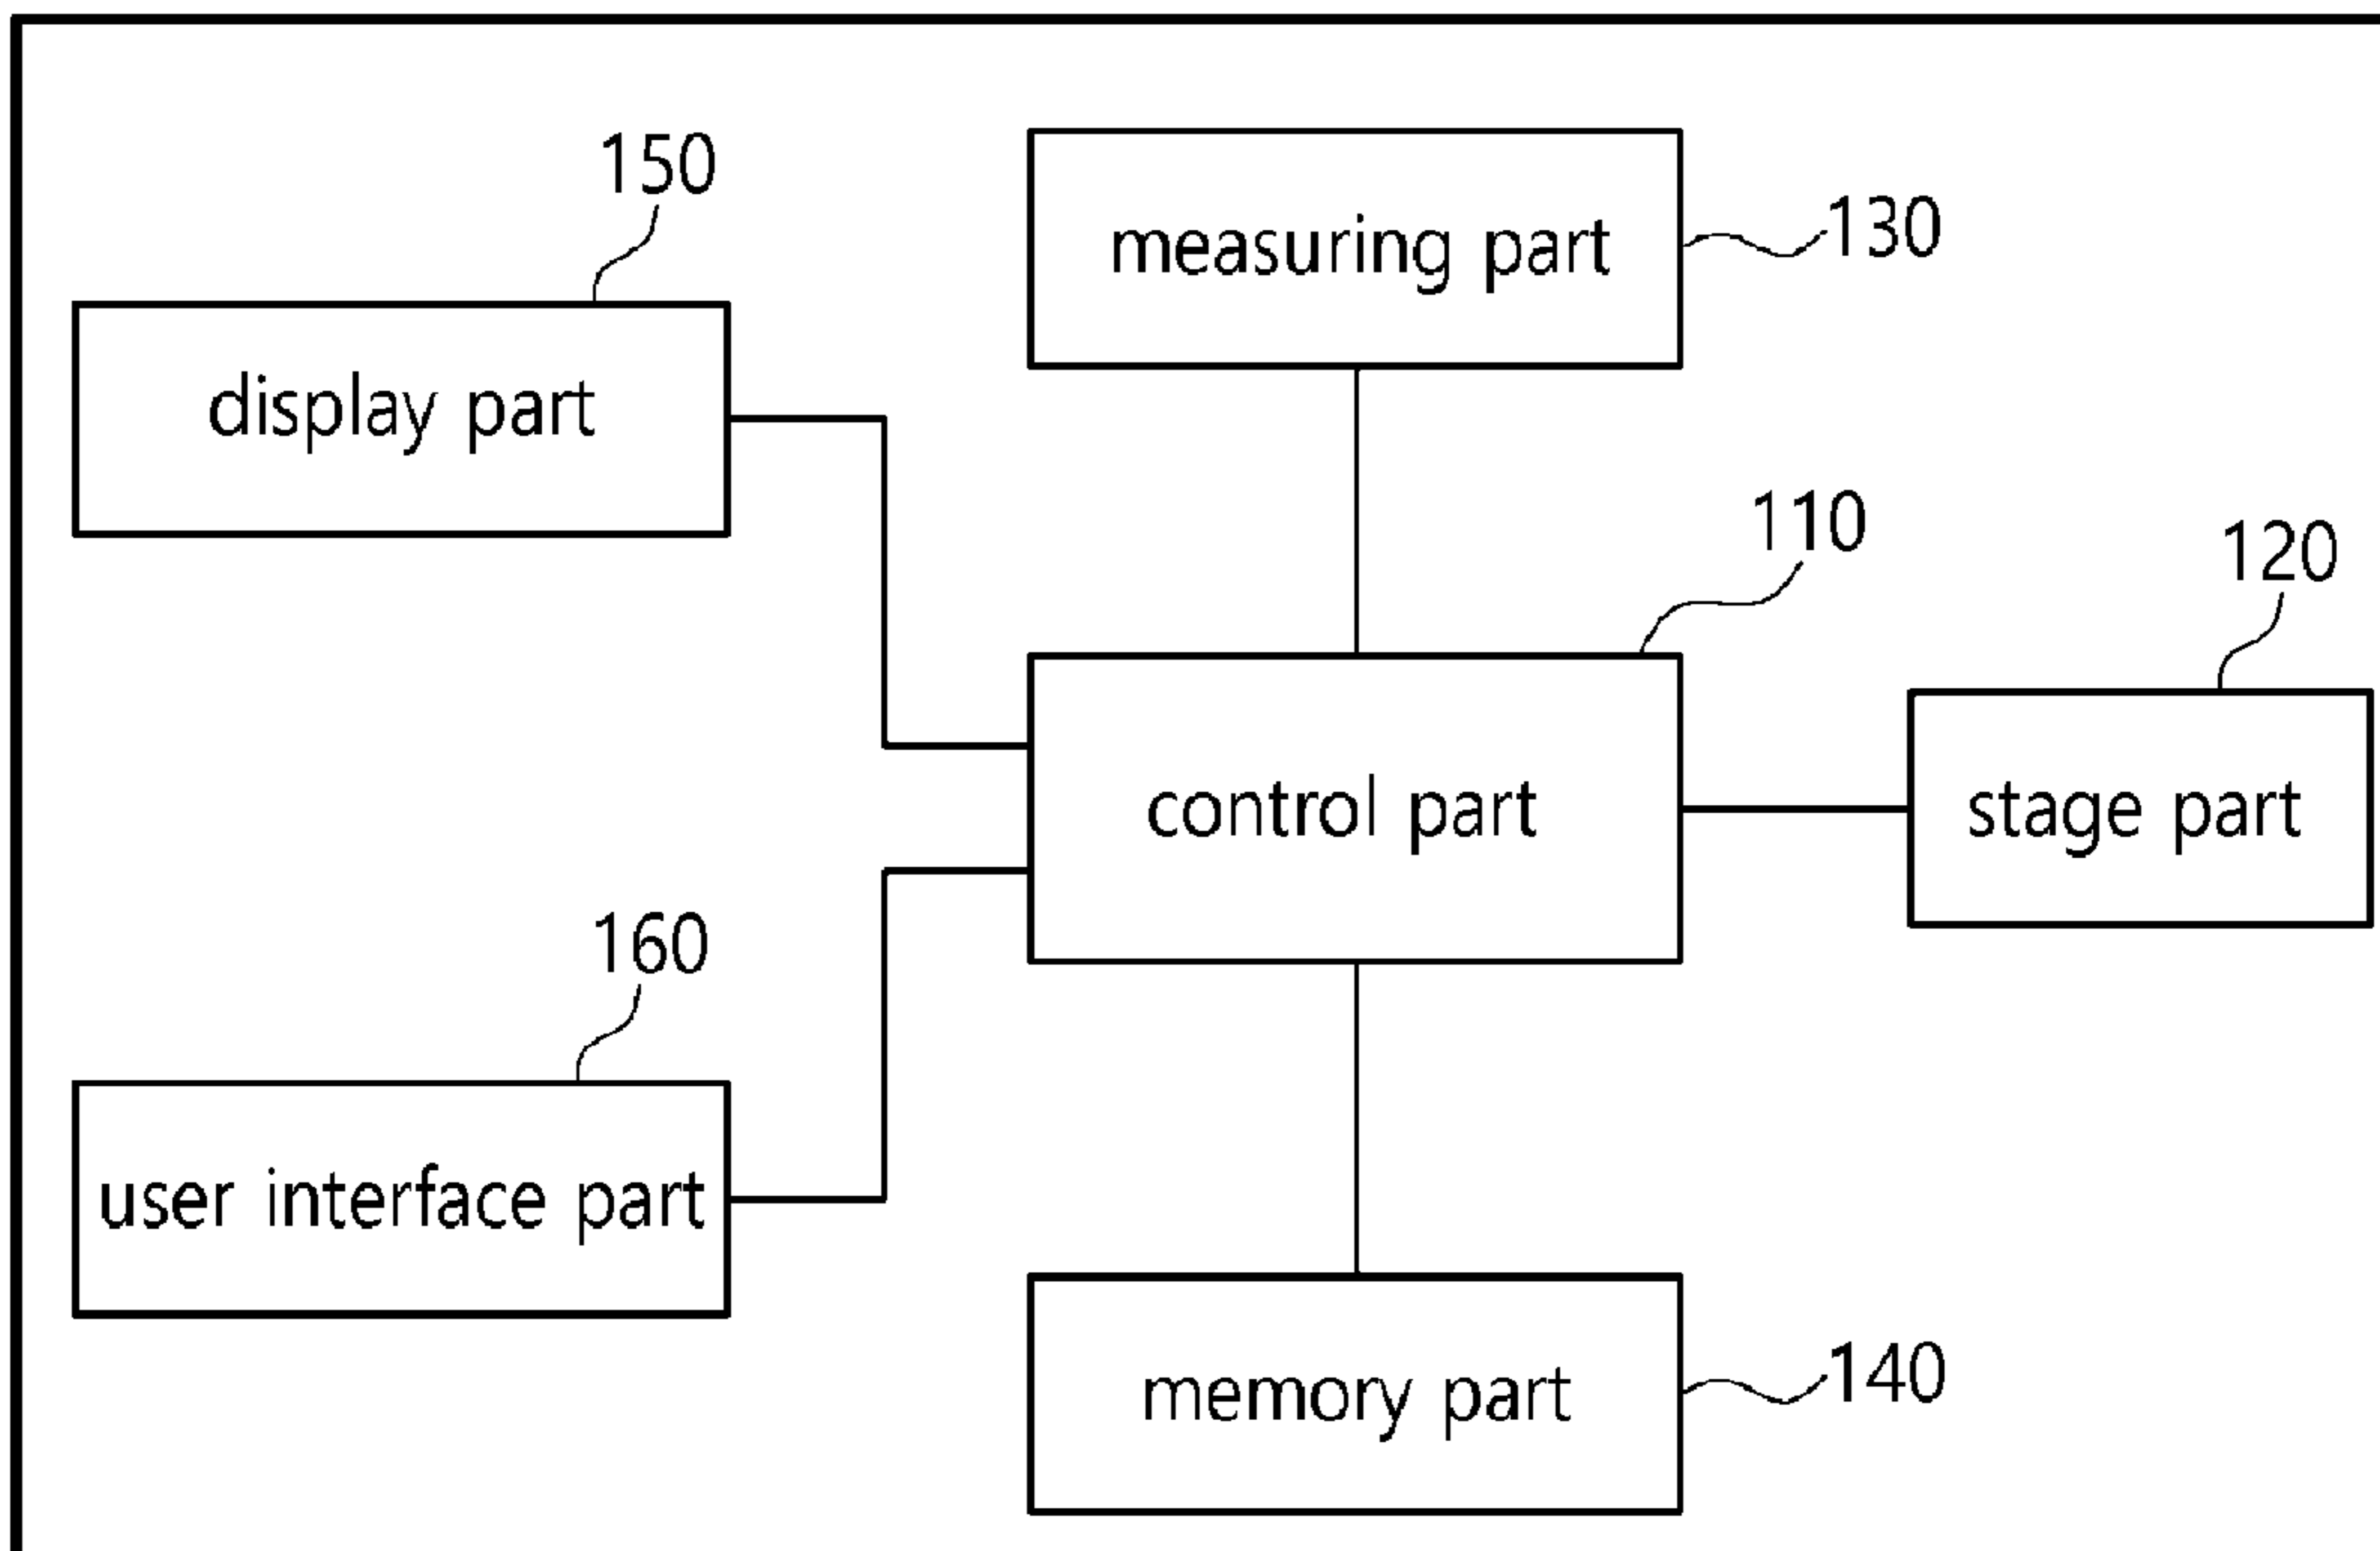 150
measuring part
130
display part
110
120
control part
stage part
160
user interface part
memory part
140